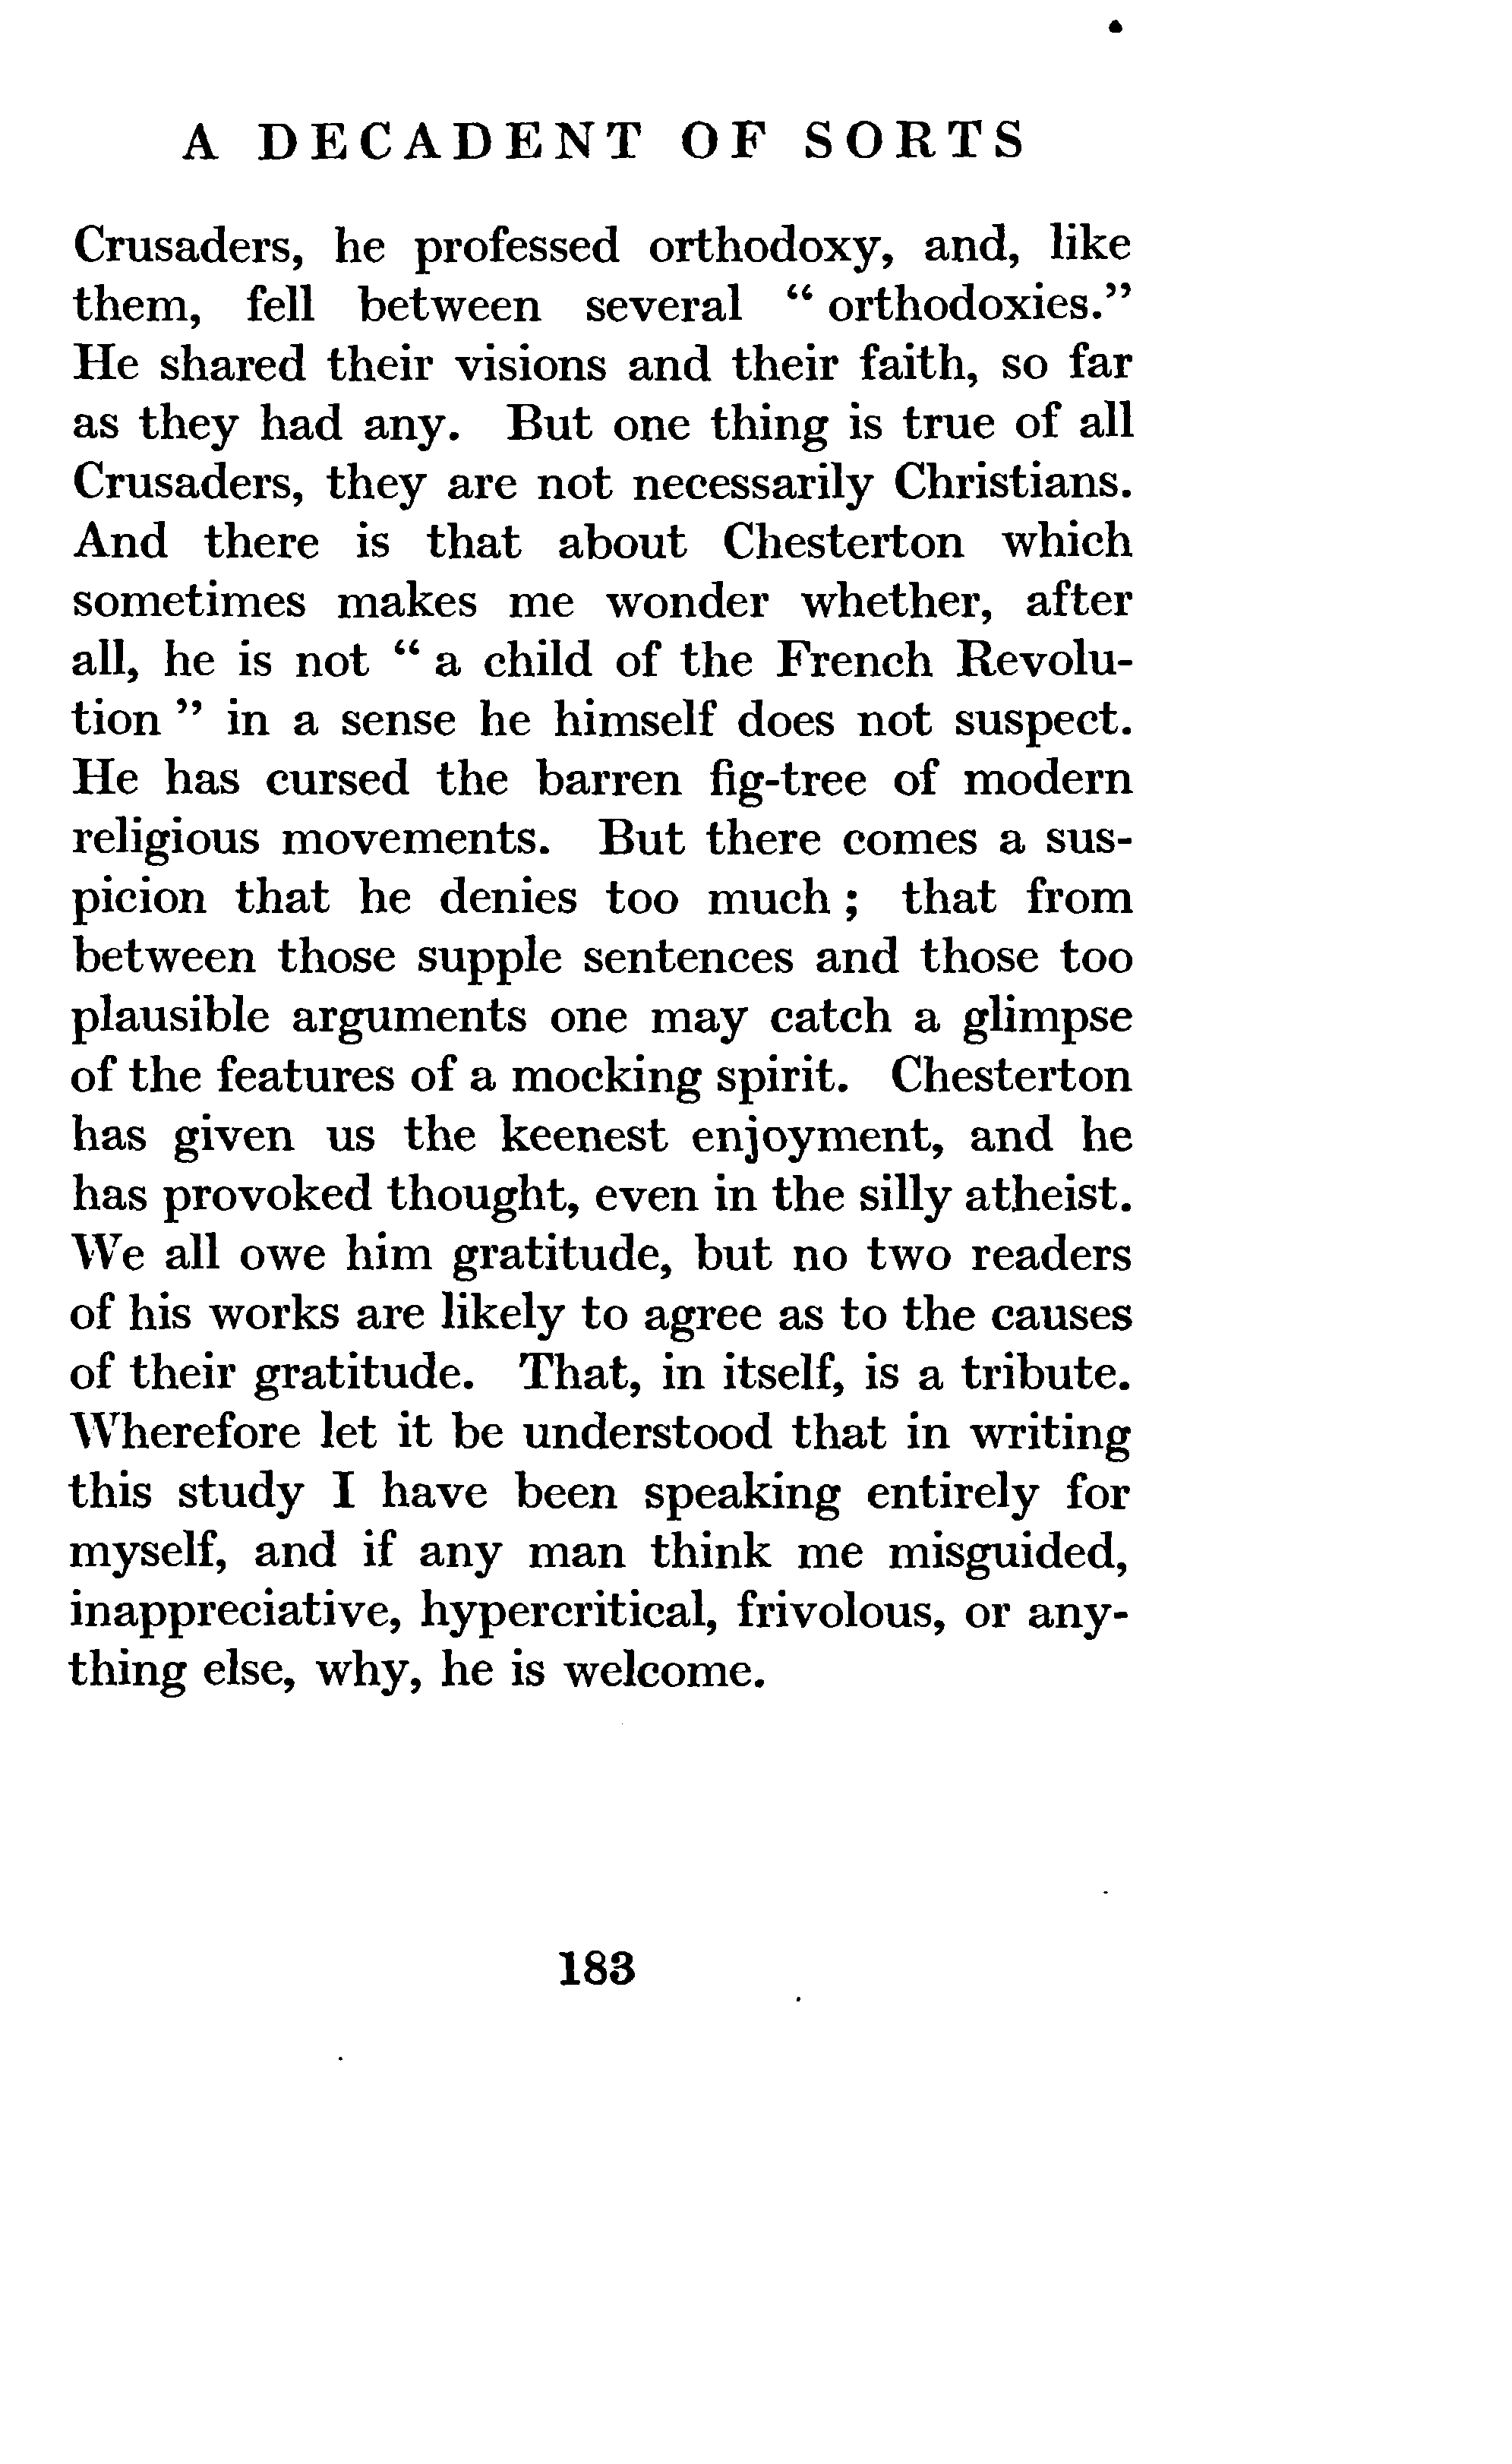 A DECADENT OF SORTS
Crusaders, he professed orthodoxy, and, like
them, fell between several “ orthodoxies.”
He shared their visions and their faith, so far
as they had any. But one thing is true of all
Crusaders, they are not necessarily Christians.
And there is that about Chesterton which
sometimes makes me wonder whether, after
all, he is not “ a child of the French Revolu-
tion ” in a sense he himself does not suspect.
He has cursed the barren fig-tree of modern
religious movements. But there comes a sus-
picion that he denies too much ; that from
between those supple sentences and those too
plausible arguments one may catch a glimpse
of the features of a mocking spirit. Chesterton
has given us the keenest enjoyment, and he
has provoked thought, even in the silly atheist.
We all owe him gratitude, but no two readers
of his works are likely to agree as to the causes
of their gratitude. That, in itself, is a tribute.
Wherefore let it be understood that in writing
this study I have been speaking entirely for
myself, and if any man think me misguided,
inappreciative, hypercritical, frivolous, or any-
thing else, why, he is welcome.
183